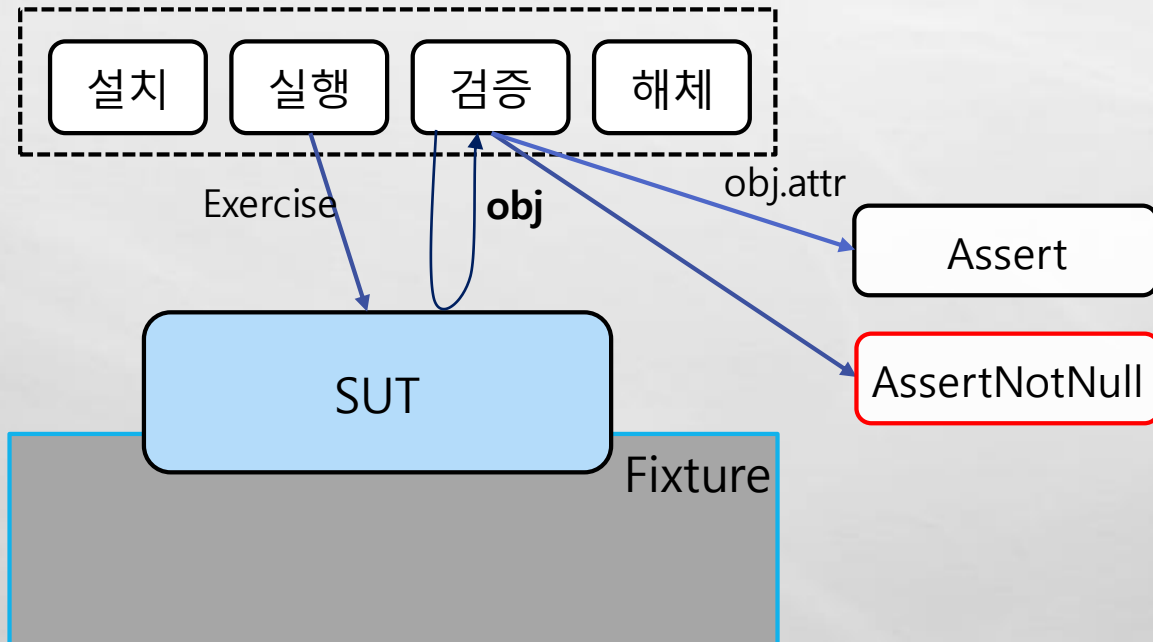 설치
실행
검증
해체
Exercise
obj
obj.attr
Assert
AssertNotNull
SUT
Fixture